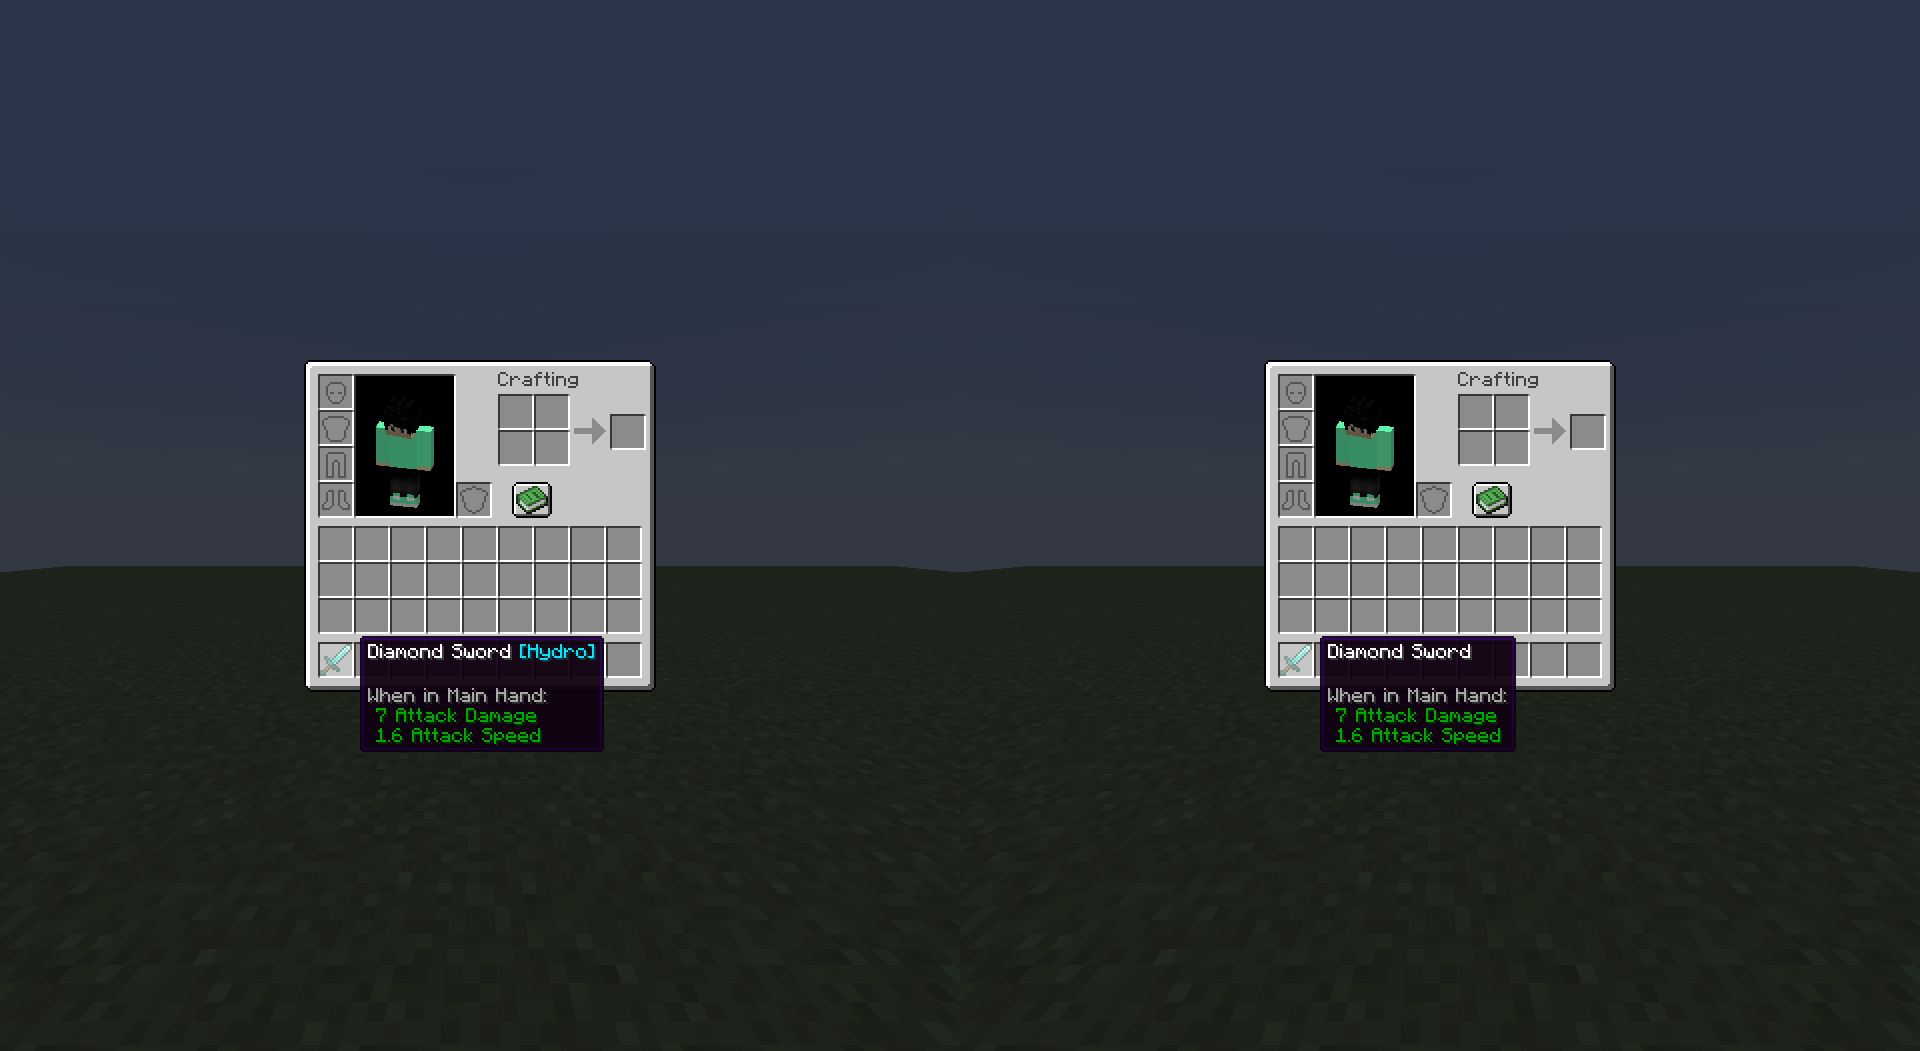 Crafting
Diamond Sword [Hydro]
When in Main Hand:
7 Attack Damage
1.6 Attack Speed
Crafting
Diamond Sword
When in Main Hand:
7 Attack Damage
1.6 Attack Speed